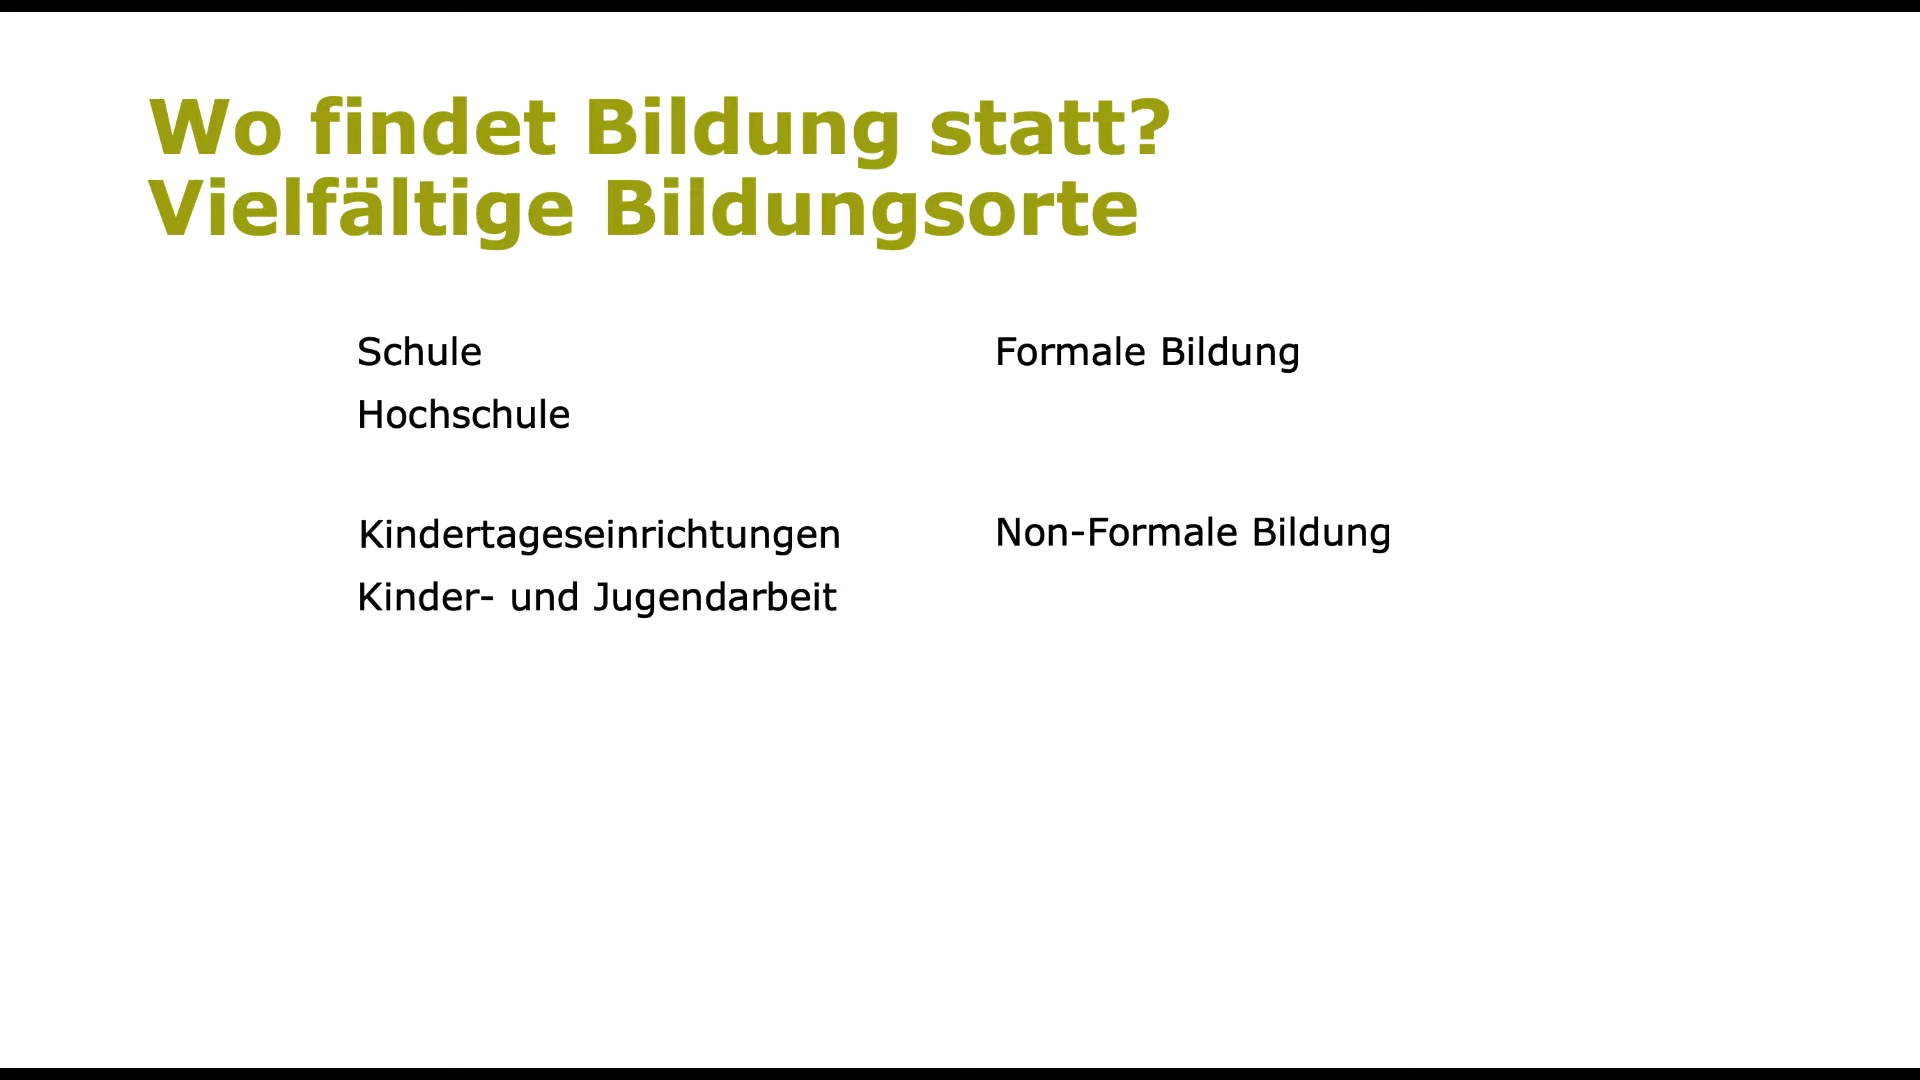 Wo findet Bildung statt?
Vielfältige Bildungsorte
Schule
Formale Bildung
Hochschule
Kindertageseinrichtungen
Non-Formale Bildung
Kinder- und Jugendarbeit